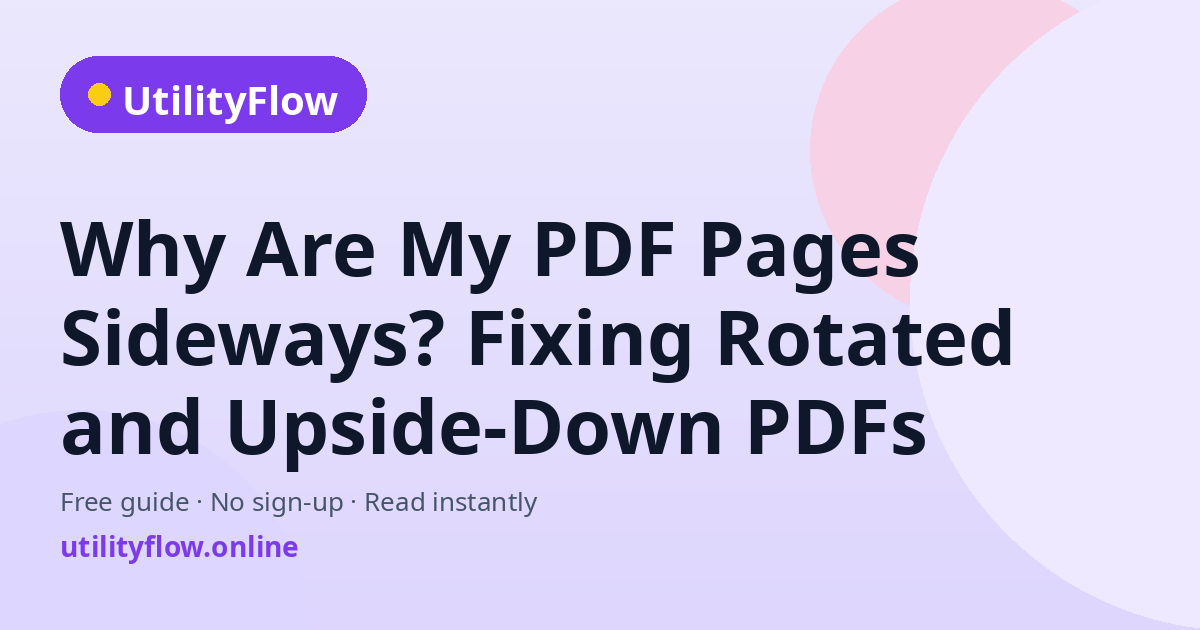 UtilityFlow
Why Are My PDF Pages
Sideways? Fixing Rotated
and Upside-Down PDFs
Free guide · No sign-up · Read instantly
utilityflow.online